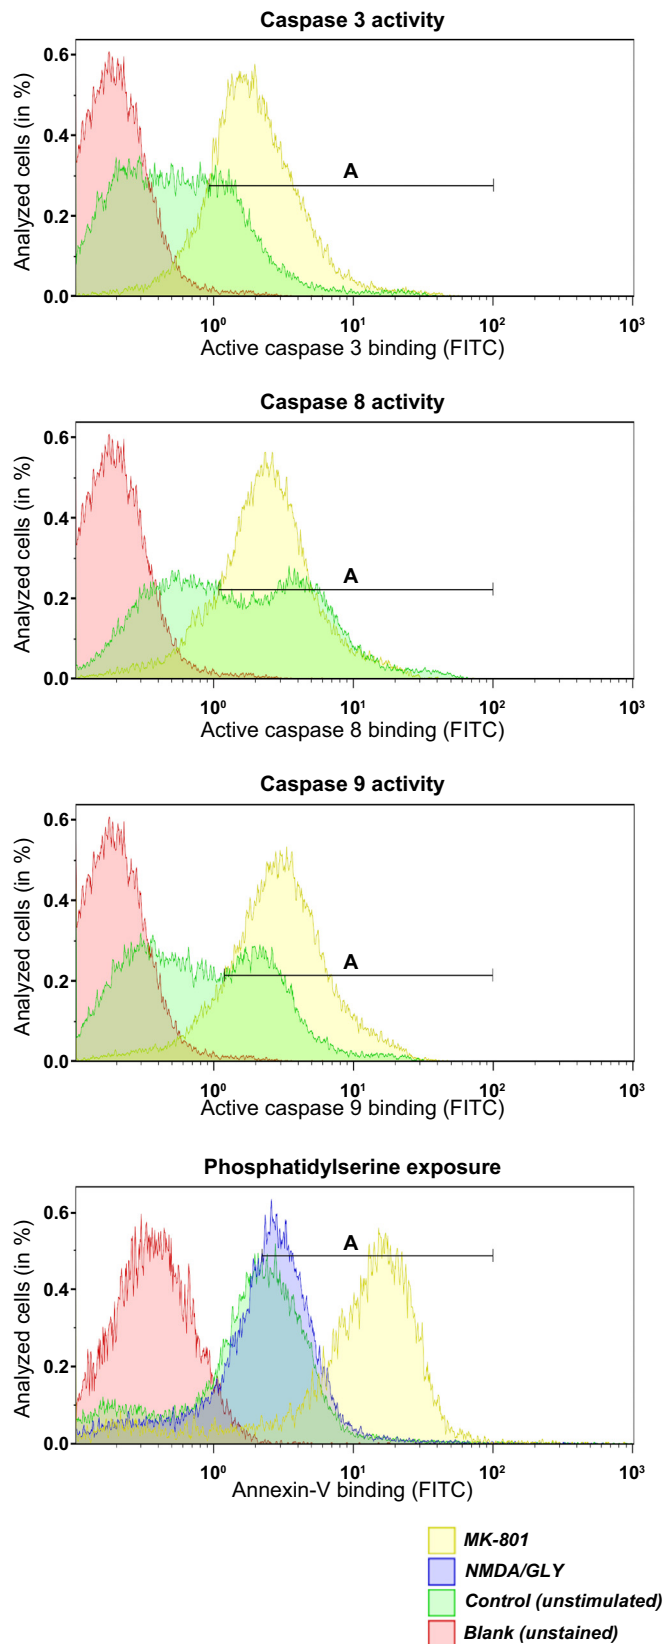 Caspase 3 activity
Analyzed cells (in %)
0.6
0.4
0.2
0.0
A
10⁰ 10¹ 10² 10³
Active caspase 3 binding (FITC)
Caspase 8 activity
Analyzed cells (in %)
0.6
0.4
0.2
0.0
A
10⁰ 10¹ 10² 10³
Active caspase 8 binding (FITC)
Caspase 9 activity
Analyzed cells (in %)
0.6
0.4
0.2
0.0
A
10⁰ 10¹ 10² 10³
Active caspase 9 binding (FITC)
Phosphatidylserine exposure
Analyzed cells (in %)
0.6
0.4
0.2
0.0
A
10⁰ 10¹ 10² 10³
Annexin-V binding (FITC)
MK-801
NMDA/GLY
Control (unstimulated)
Blank (unstained)